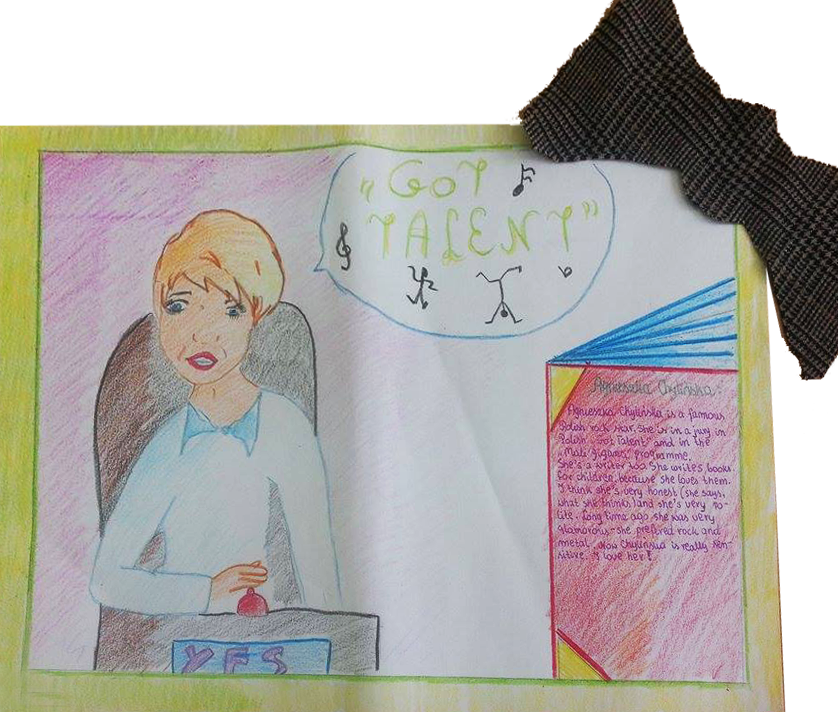 "GOT
TALENT"
YES
Agnieszka Chylińska:
Agnieszka Chylińska is a famous
Polish rock star. She is in a jury in
Polish „Got Talent" and in the
"Mali giganci" programme.
She's a writer too. She writes books
for children, because she loves them.
I think she's very honest (she says,
what she thinks) and she's very po-
lite. Long time ago she was very
glamorous - she prefered rock and
metal. Now Chylińska is really sen-
sitive. I love her!